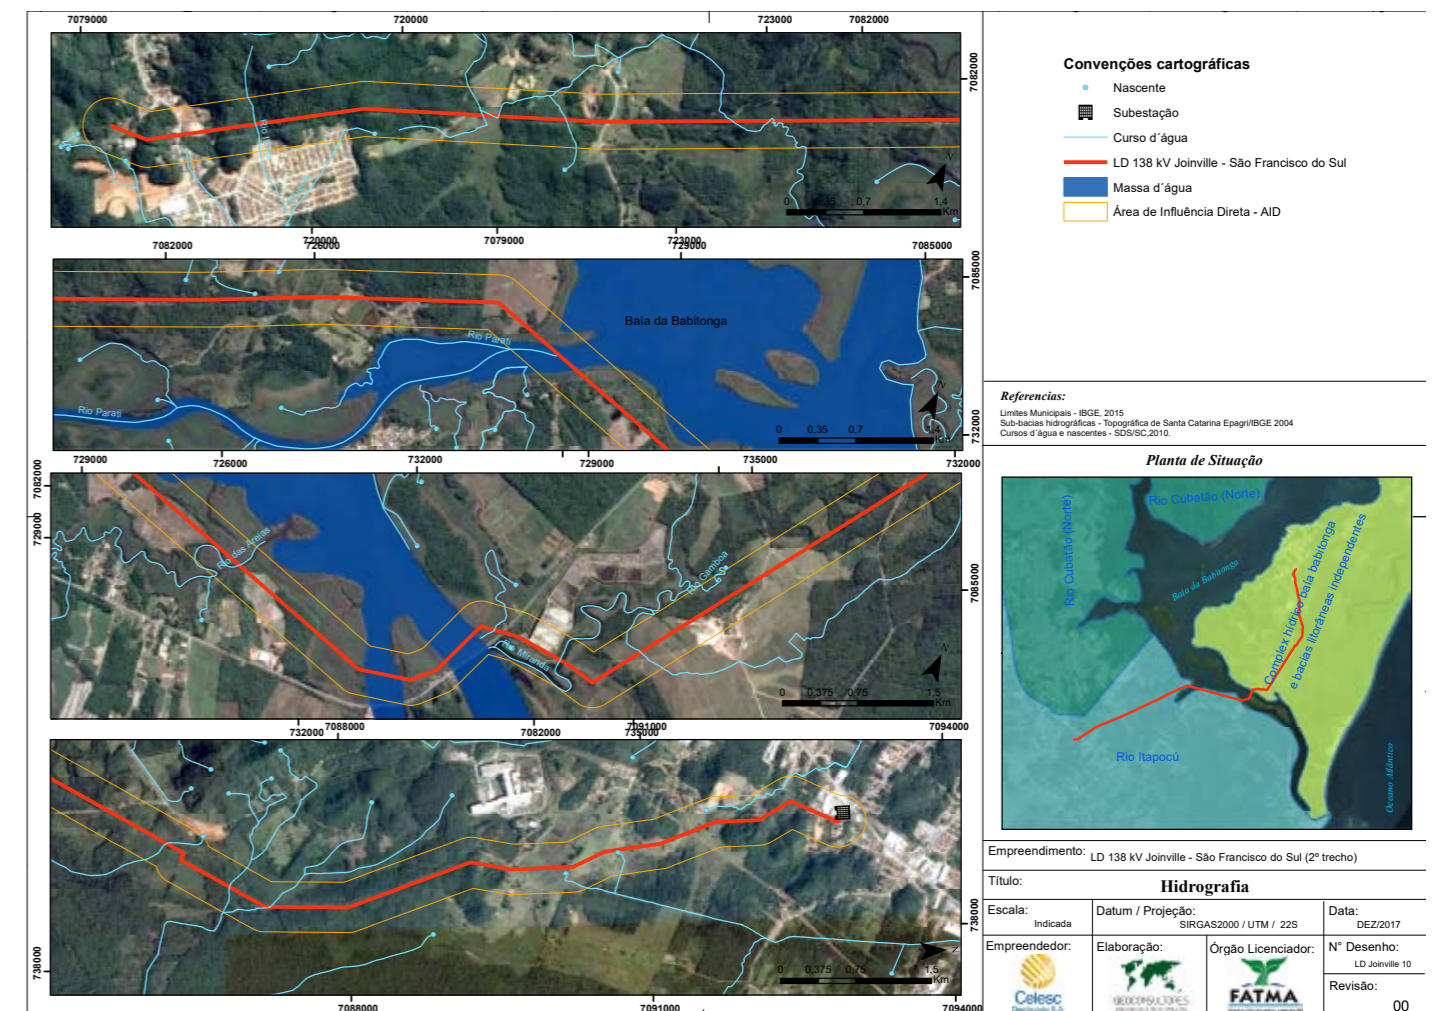 7079000 720000 723000 7082000
7082000
Rio
N
0 0,35 0,7 1,4
Km
720000 7079000 723000
7082000 726000 729000 7085000
7085000
Baía da Babitonga
Rio Parati
Rio Parati
N
0 0,35 0,7 1,4
Km
732000
729000 726000 732000 729000 735000 732000
7082000
729000
Rio das Areias
Rio Gamboa
Rio Miranda
7085000
N
0 0,375 0,75 1,5
Km
7088000 7091000 7094000
732000 7082000 735000
738000
738000
N
0 0,375 0,75 1,5
Km
7088000 7091000 7094000
Convenções cartográficas
Nascente
Subestação
Curso d´água
LD 138 kV Joinville - São Francisco do Sul
Massa d´água
Área de Influência Direta - AID
Referencias:
Limites Municipais - IBGE, 2015
Sub-bacias hidrográficas - Topográfica de Santa Catarina Epagri/IBGE 2004
Cursos d´água e nascentes - SDS/SC,2010.
Planta de Situação
Rio Cubatão (Norte)
Rio Cubatão (Norte)
Baía da Babitonga
Complex hídrico baía babitonga
e bacias litorâneas independentes
Rio Itapocú
Oceano Atlântico
Empreendimento: LD 138 kV Joinville - São Francisco do Sul (2º trecho)
Título:
Hidrografia
Escala:
Indicada
Datum / Projeção:
SIRGAS2000 / UTM / 22S
Data:
DEZ/2017
Empreendedor:
Celesc
Elaboração:
GEOCONSULTORES
Órgão Licenciador:
FATMA
N° Desenho:
LD Joinville 10
Revisão:
00